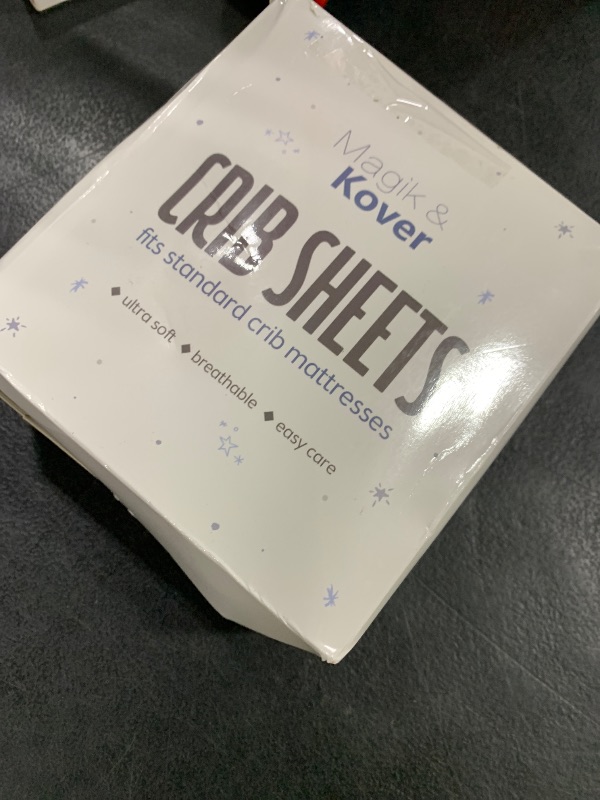 Magik &
Kover
CRIB SHEETS
fits standard crib mattresses
◆ ultra soft ◆ breathable ◆ easy care